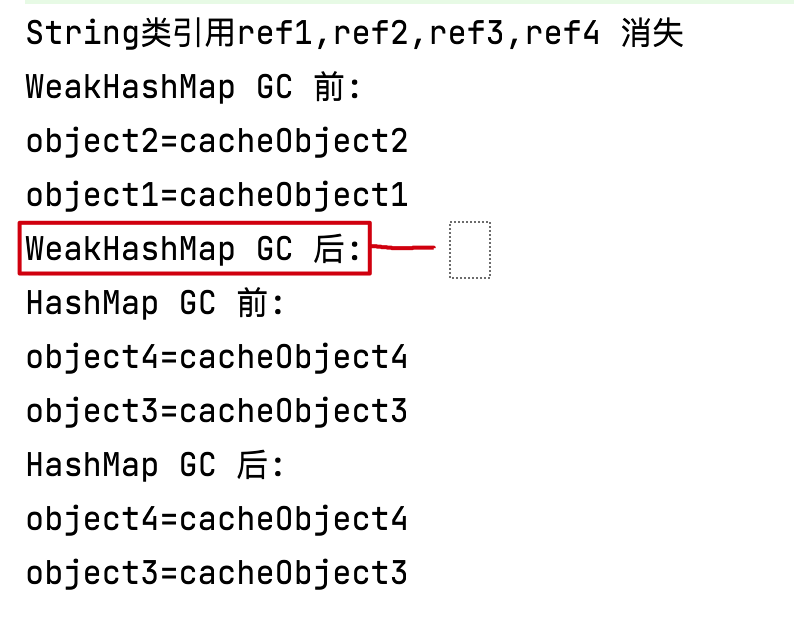 String类引用ref1,ref2,ref3,ref4 消失
WeakHashMap GC 前:
object2=cacheObject2
object1=cacheObject1
WeakHashMap GC 后:
HashMap GC 前:
object4=cacheObject4
object3=cacheObject3
HashMap GC 后:
object4=cacheObject4
object3=cacheObject3